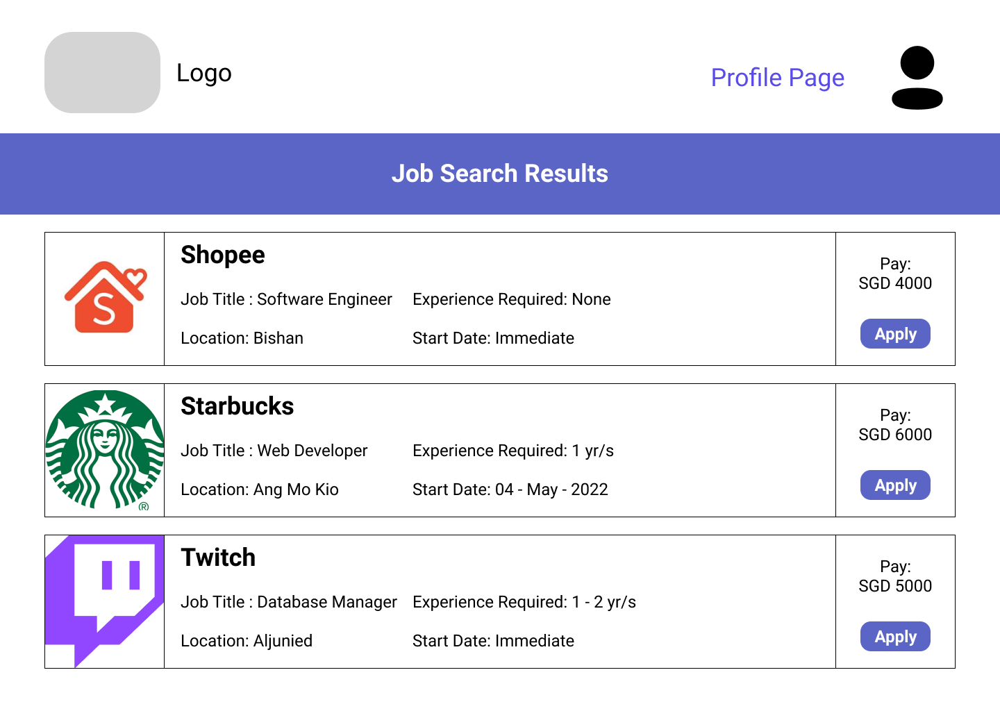 Logo
Profile Page
Job Search Results
S
Shopee
Job Title : Software Engineer Experience Required: None
Location: Bishan Start Date: Immediate
Pay:
SGD 4000
Apply
®
Starbucks
Job Title : Web Developer Experience Required: 1 yr/s
Location: Ang Mo Kio Start Date: 04 - May - 2022
Pay:
SGD 6000
Apply
Twitch
Job Title : Database Manager Experience Required: 1 - 2 yr/s
Location: Aljunied Start Date: Immediate
Pay:
SGD 5000
Apply